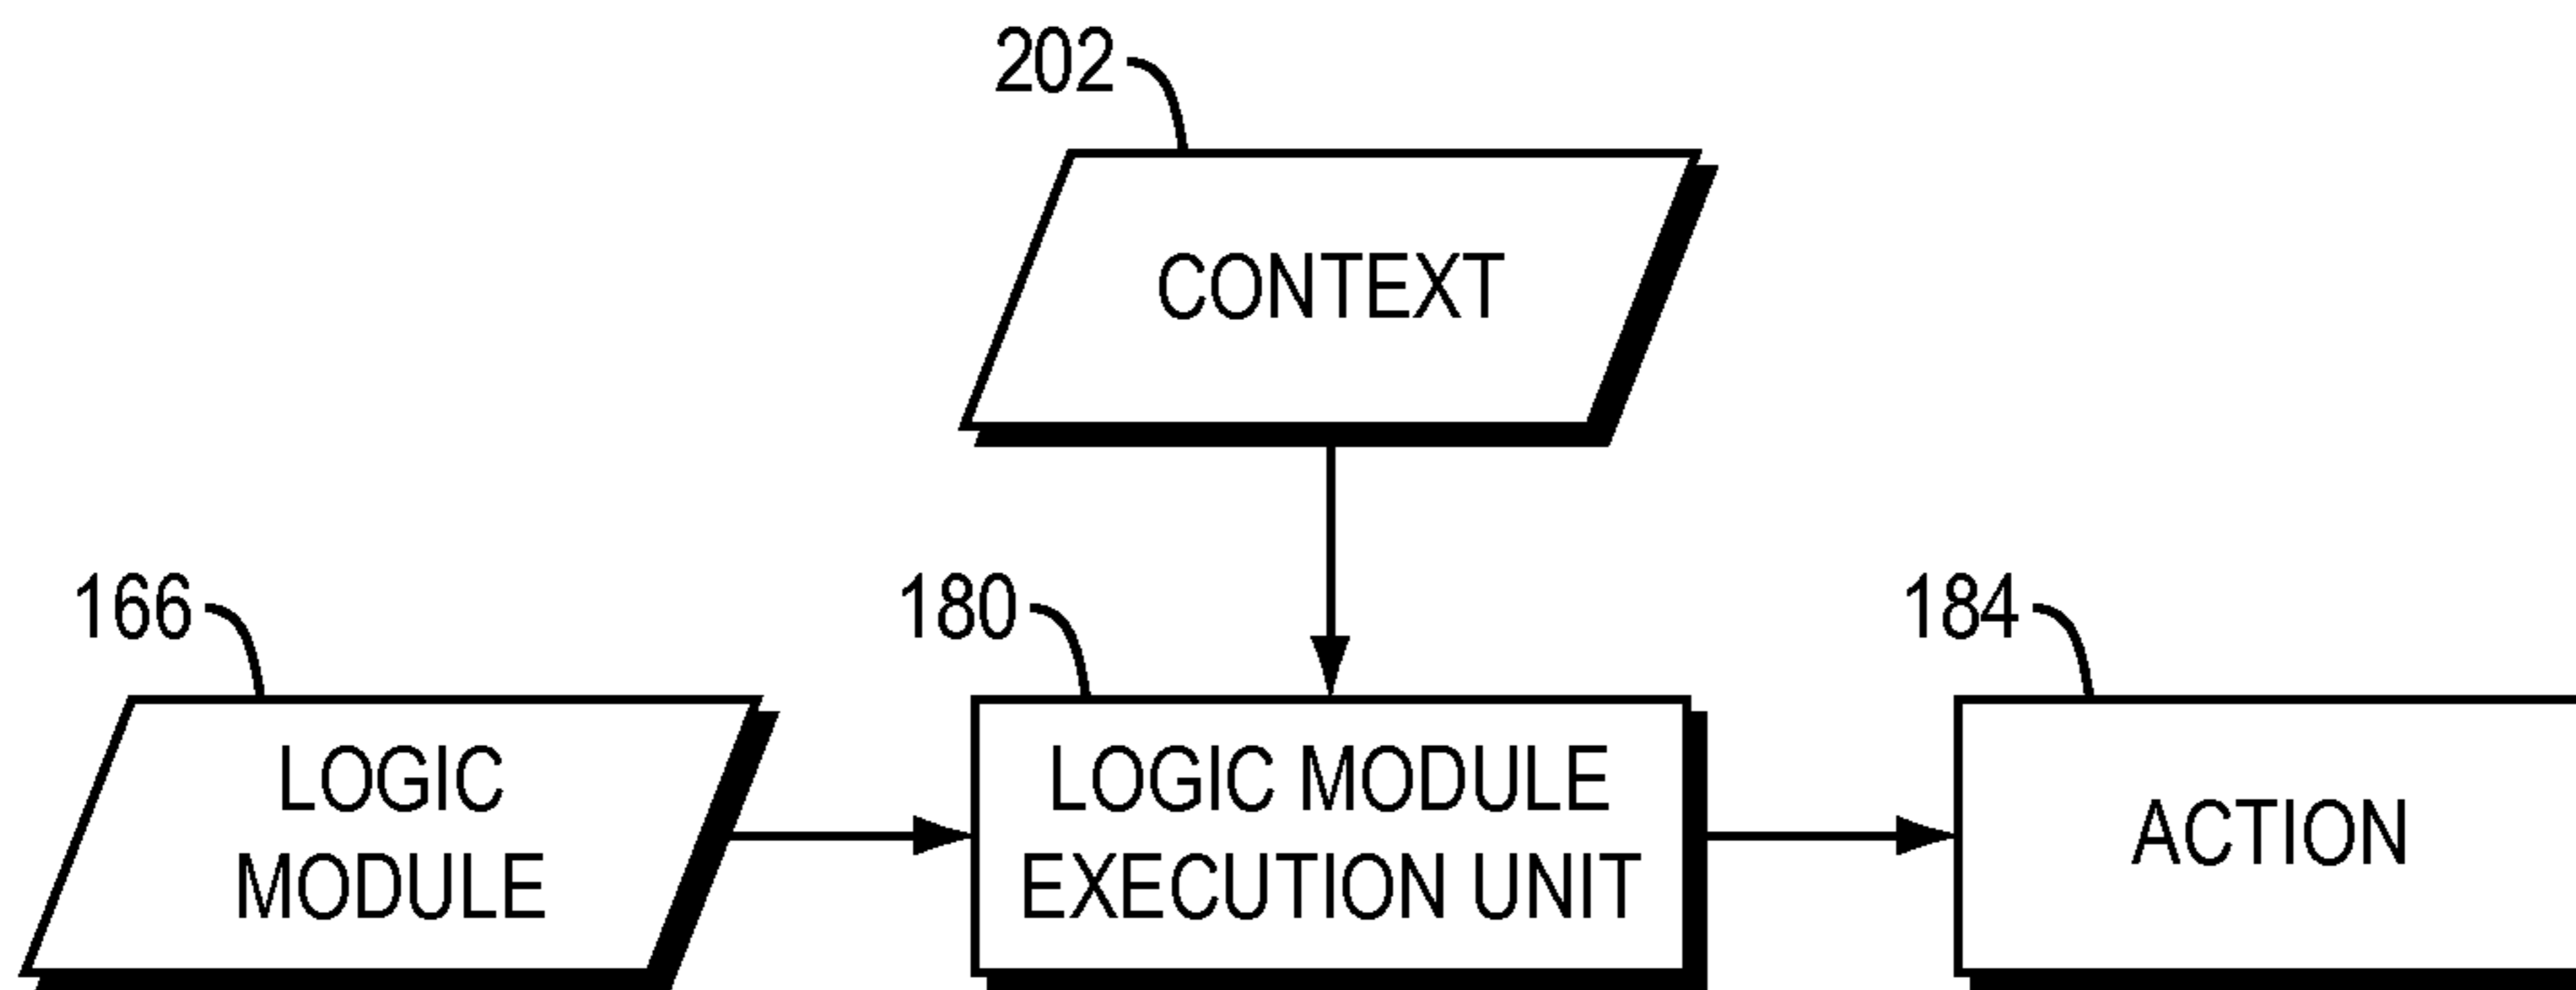 202
CONTEXT
166
180
184
LOGIC
MODULE
LOGIC MODULE
EXECUTION UNIT
ACTION